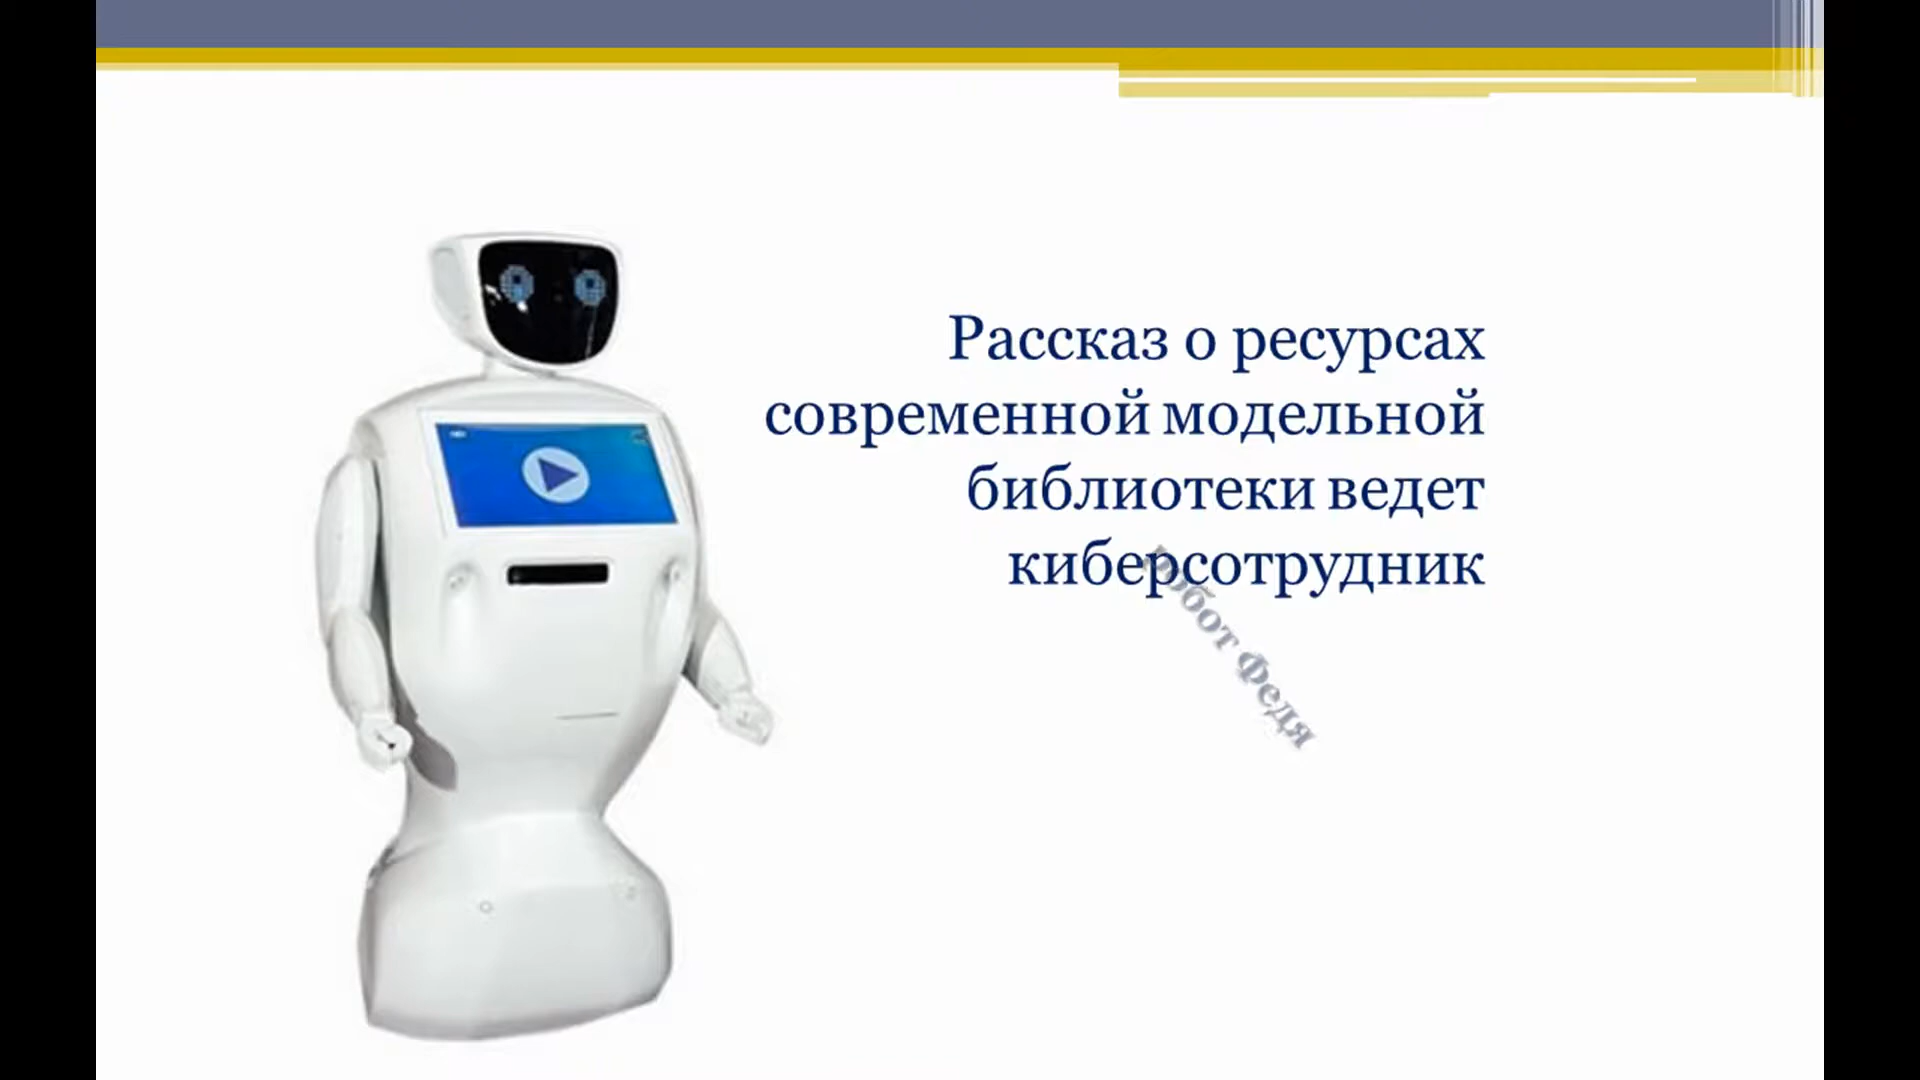 Рассказ о ресурсах
современной модельной
библиотеки ведет
киберсотрудник
робот Федя